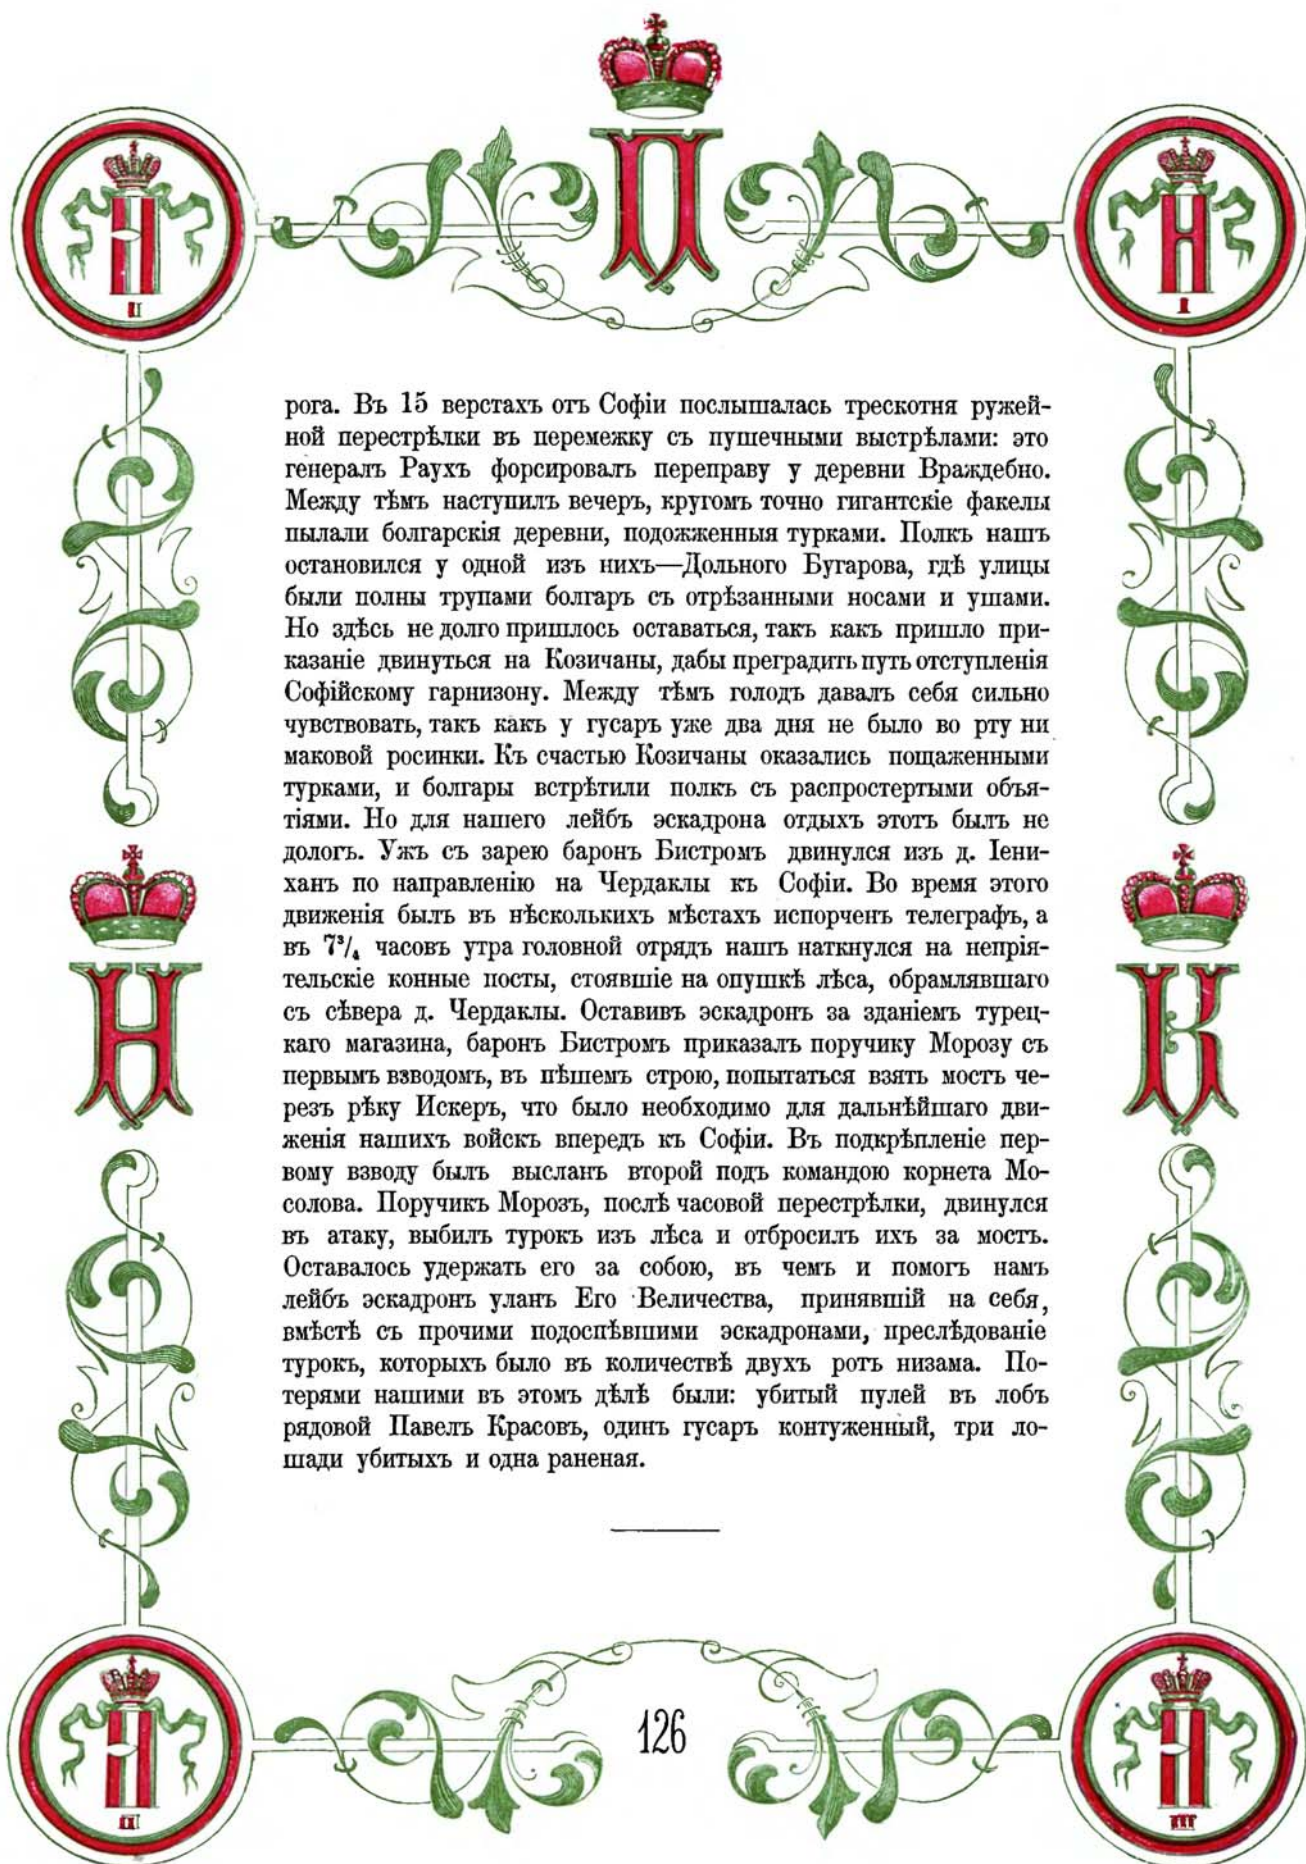 П
II
I
рога. Въ 15 верстахъ отъ Софіи послышалась трескотня ружей-
ной перестрѣлки въ перемежку съ пушечными выстрѣлами: это
генералъ Раухъ форсировалъ переправу у деревни Враждебно.
Между тѣмъ наступилъ вечеръ, кругомъ точно гигантскіе факелы
пылали болгарскія деревни, подожженныя турками. Полкъ нашъ
остановился у одной изъ нихъ—Дольного Бугарова, гдѣ улицы
были полны трупами болгаръ съ отрѣзанными носами и ушами.
Но здѣсь не долго пришлось оставаться, такъ какъ пришло при-
казаніе двинуться на Козичаны, дабы преградить путь отступленія
Софійскому гарнизону. Между тѣмъ голодъ давалъ себя сильно
чувствовать, такъ какъ у гусаръ уже два дня не было во рту ни
маковой росинки. Къ счастью Козичаны оказались пощаженными
турками, и болгары встрѣтили полкъ съ распростертыми объя-
тіями. Но для нашего лейбъ эскадрона отдыхъ этотъ былъ не
дологъ. Ужъ съ зарею баронъ Бистромъ двинулся изъ д. Іени-
ханъ по направленію на Чердаклы къ Софіи. Во время этого
движенія былъ въ нѣсколькихъ мѣстахъ испорченъ телеграфъ, а
въ 7³/₄ часовъ утра головной отрядъ нашъ наткнулся на непрія-
тельскіе конные посты, стоявшіе на опушкѣ лѣса, обрамлявшаго
съ сѣвера д. Чердаклы. Оставивъ эскадронъ за зданіемъ турец-
каго магазина, баронъ Бистромъ приказалъ поручику Морозу съ
первымъ взводомъ, въ пѣшемъ строю, попытаться взять мостъ че-
резъ рѣку Искеръ, что было необходимо для дальнѣйшаго дви-
женія нашихъ войскъ впередъ къ Софіи. Въ подкрѣпленіе пер-
вому взводу былъ высланъ второй подъ командою корнета Мо-
солова. Поручикъ Морозъ, послѣ часовой перестрѣлки, двинулся
въ атаку, выбилъ турокъ изъ лѣса и отбросилъ ихъ за мостъ.
Оставалось удержать его за собою, въ чемъ и помогъ намъ
лейбъ эскадронъ уланъ Его Величества, принявшій на себя,
вмѣстѣ съ прочими подоспѣвшими эскадронами, преслѣдованіе
турокъ, которыхъ было въ количествѣ двухъ ротъ низама. По-
терями нашими въ этомъ дѣлѣ были: убитый пулей въ лобъ
рядовой Павелъ Красовъ, одинъ гусаръ контуженный, три ло-
шади убитыхъ и одна раненая.
Н
К
126
III